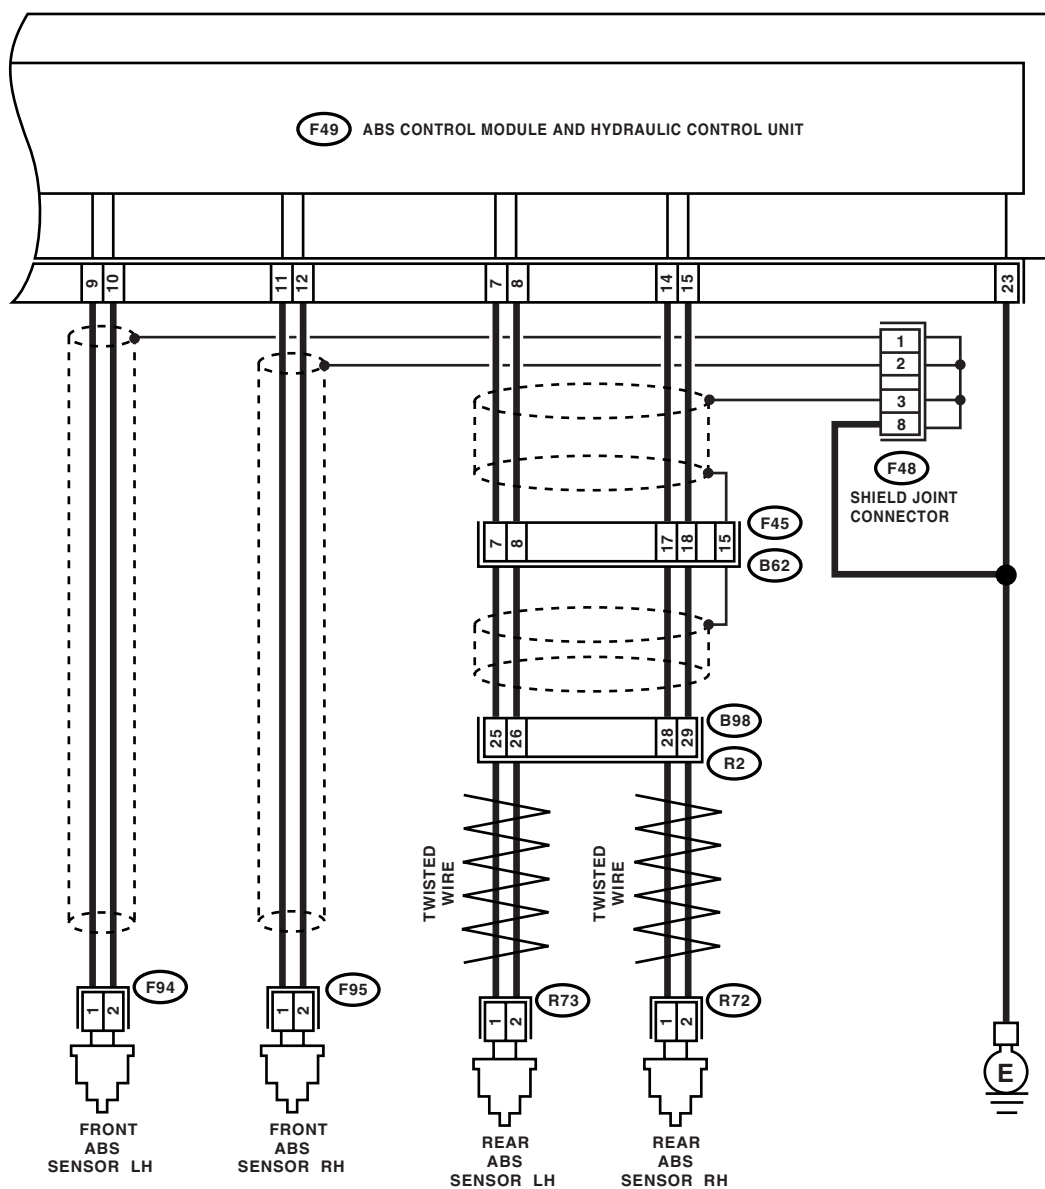 F49 ABS CONTROL MODULE AND HYDRAULIC CONTROL UNIT
9 10 11 12 7 8 14 15 23
1
2
3
8
F48
SHIELD JOINT
CONNECTOR
7 8 17 18 15
F45
B62
25 26 28 29
B98
R2
TWISTED
WIRE
TWISTED
WIRE
1 2 F94
1 2 F95
1 2 R73
1 2 R72
E
FRONT
ABS
SENSOR LH
FRONT
ABS
SENSOR RH
REAR
ABS
SENSOR LH
REAR
ABS
SENSOR RH